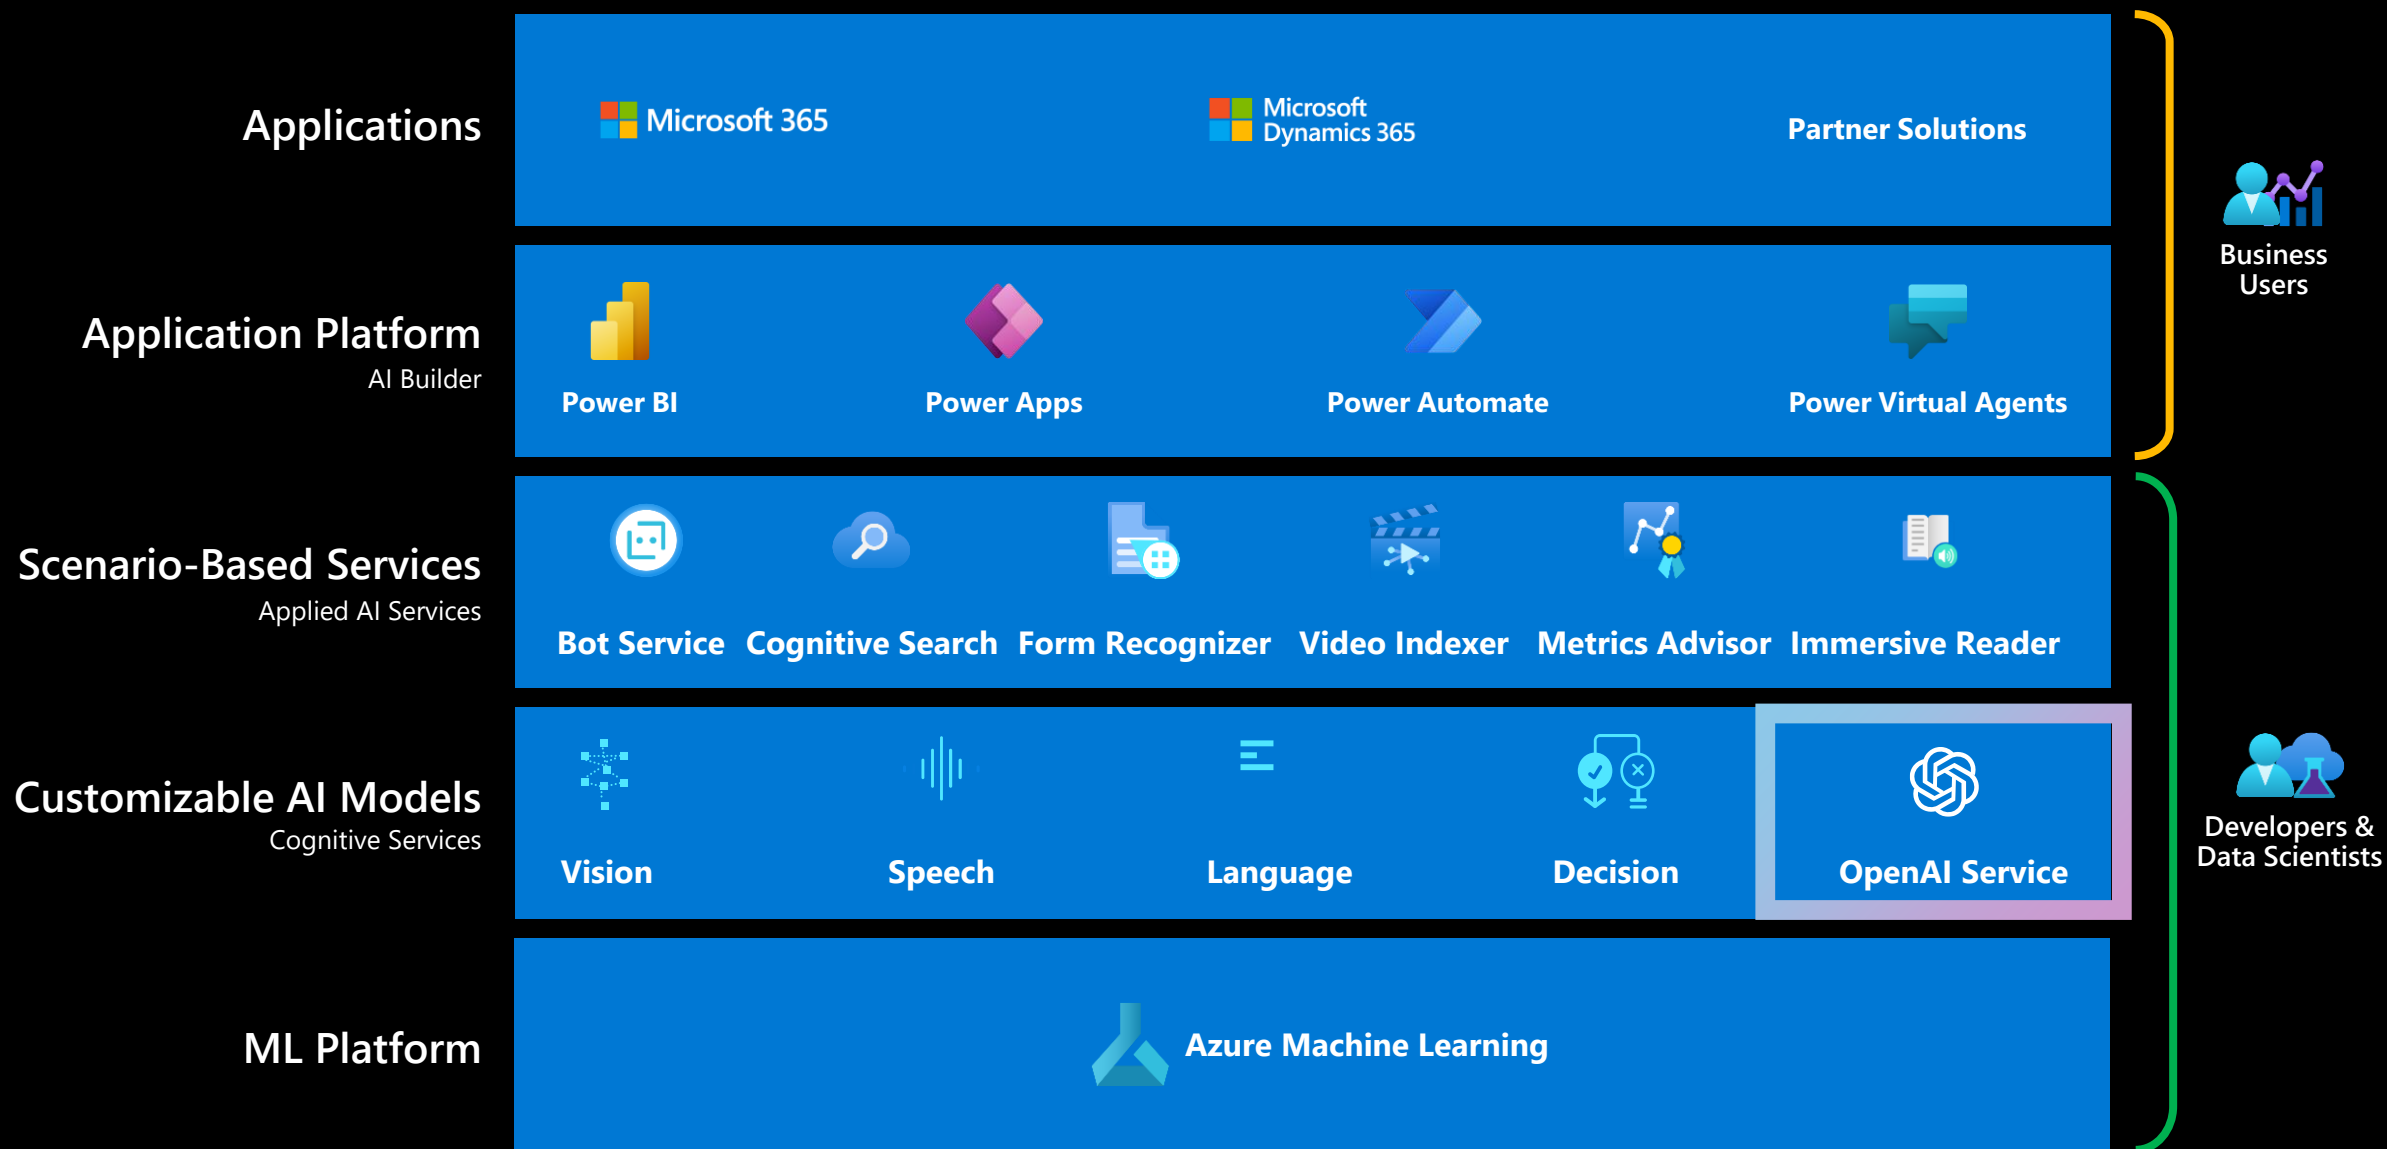 Applications
Microsoft 365
Microsoft
Dynamics 365
Partner Solutions
Business
Users
Application Platform
AI Builder
Power BI
Power Apps
Power Automate
Power Virtual Agents
Scenario-Based Services
Applied AI Services
Bot Service
Cognitive Search
Form Recognizer
Video Indexer
Metrics Advisor
Immersive Reader
Customizable AI Models
Cognitive Services
Vision
Speech
Language
Decision
OpenAI Service
Developers &
Data Scientists
ML Platform
Azure Machine Learning